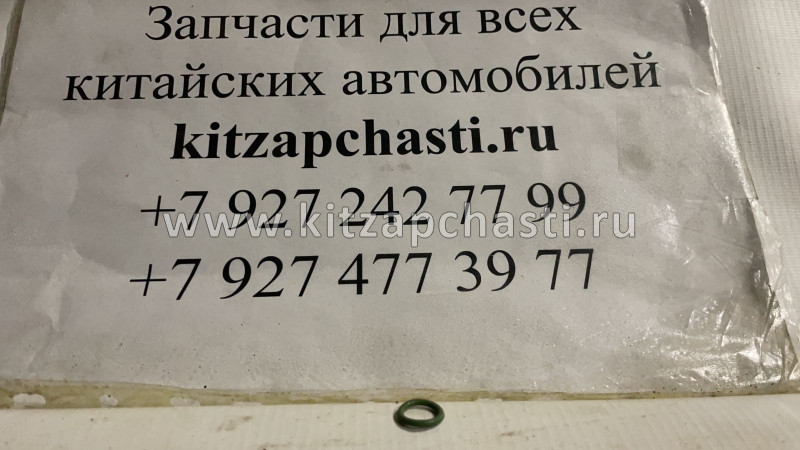 Запчасти для всех
китайских автомобилей
kitzapchasti.ru
+7 927 242 77 99
www.kitzapchasti.ru
+7 927 477 39 77